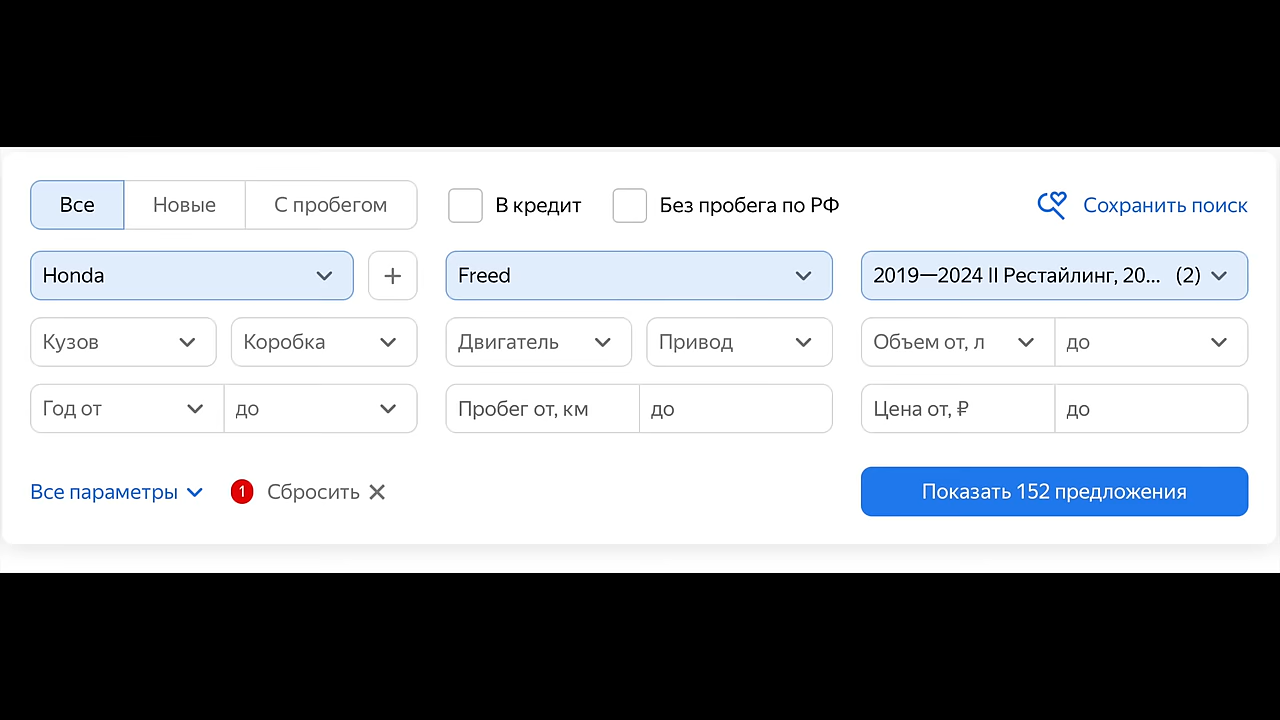 Все Новые С пробегом В кредит Без пробега по РФ Сохранить поиск
Honda + Freed 2019—2024 II Рестайлинг, 20... (2)
Кузов Коробка Двигатель Привод Объем от, л до
Год от до Пробег от, км до Цена от, ₽ до
Все параметры 1 Сбросить Показать 152 предложения